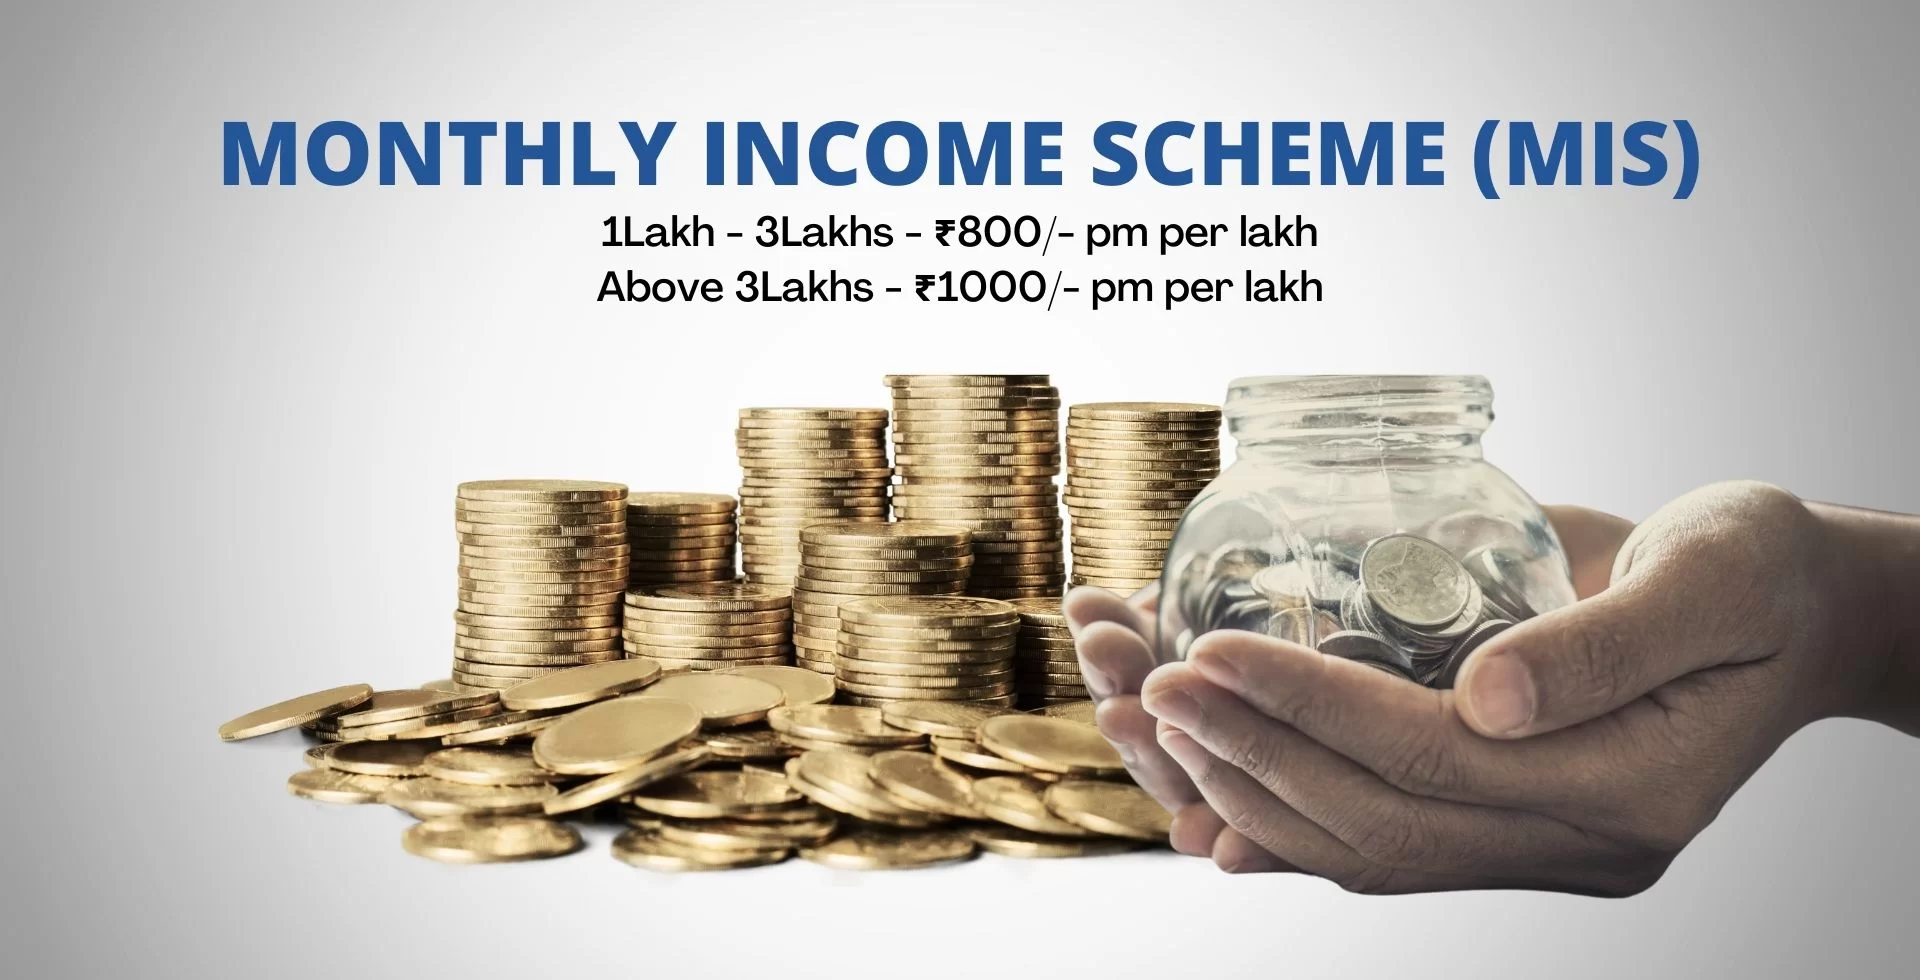 MONTHLY INCOME SCHEME (MIS)
1Lakh - 3Lakhs - ₹800/- pm per lakh
Above 3Lakhs - ₹1000/- pm per lakh